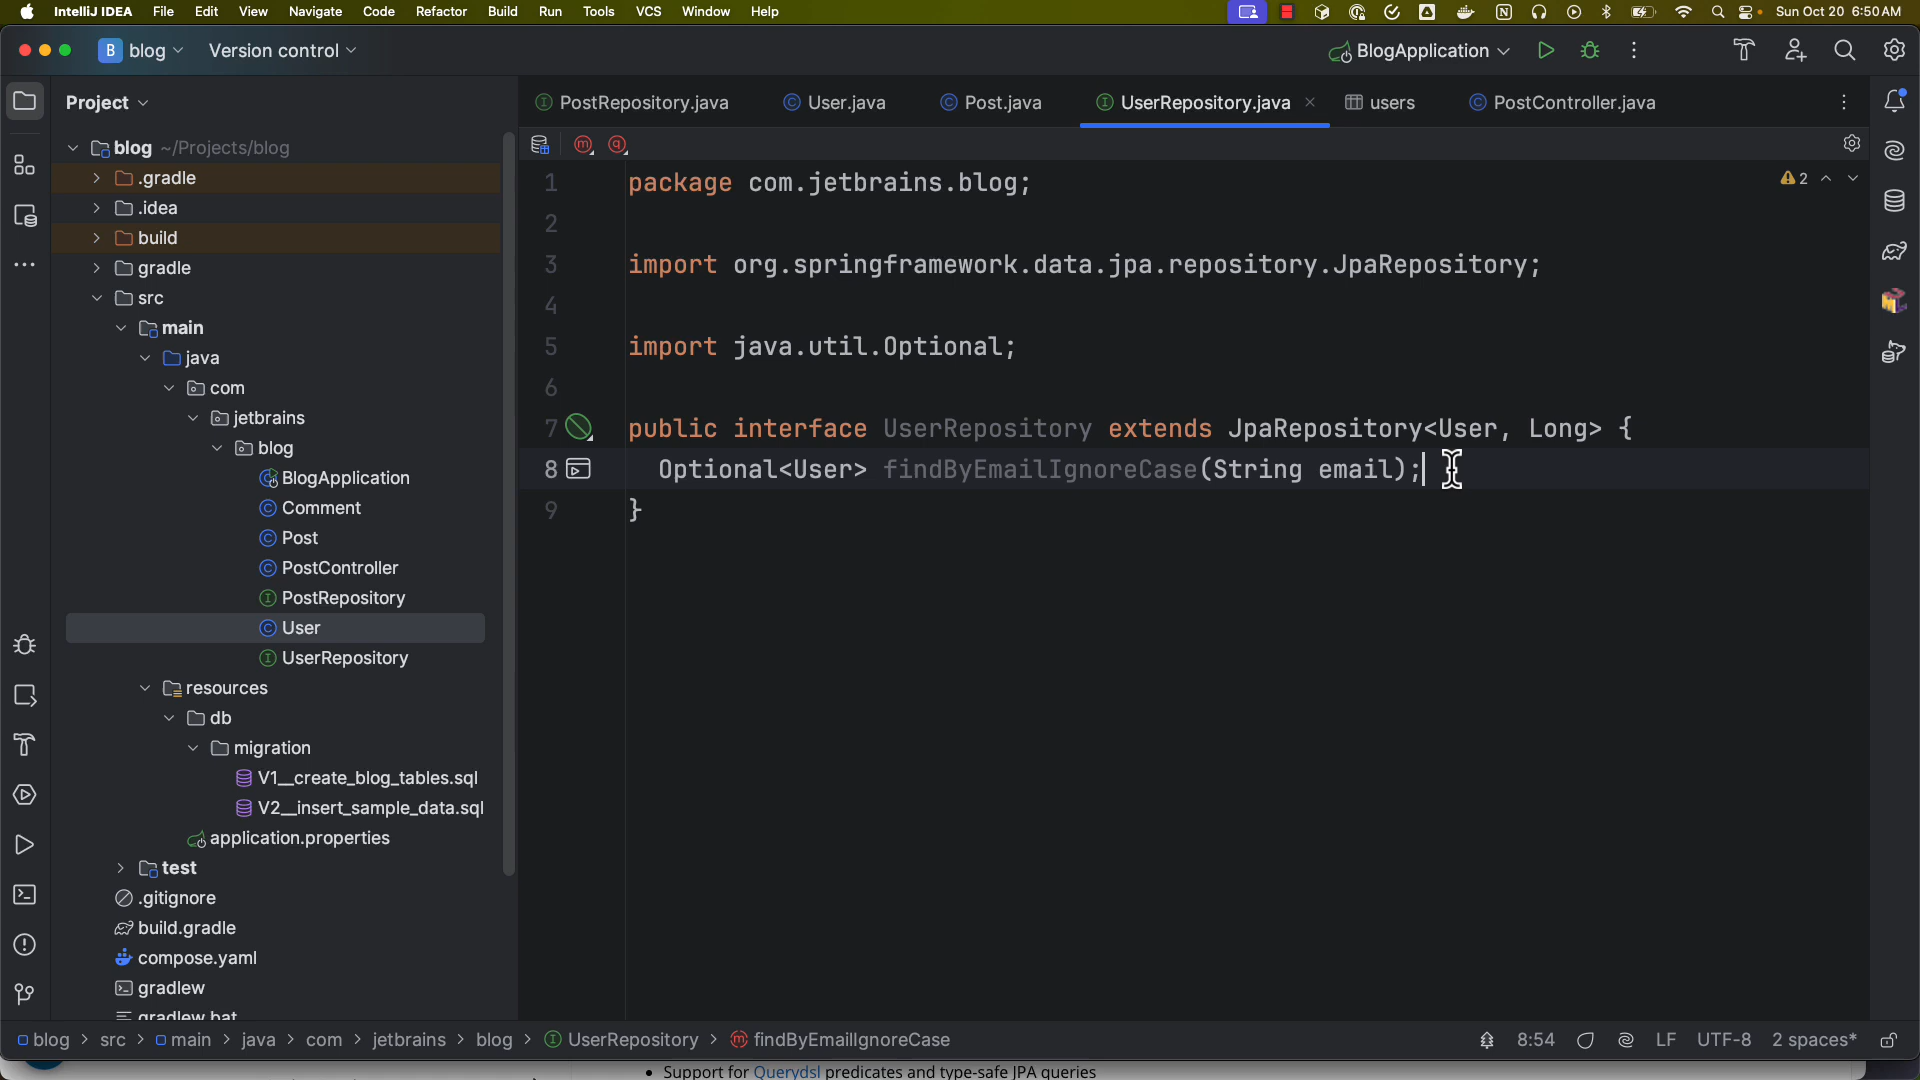 IntelliJ IDEA File Edit View Navigate Code Refactor Build Run Tools VCS Window Help Sun Oct 20 6:50 AM
B blog Version control BlogApplication
Project
PostRepository.java User.java Post.java UserRepository.java users PostController.java
blog ~/Projects/blog
.gradle
.idea
build
gradle
src
main
java
com
jetbrains
blog
BlogApplication
Comment
Post
PostController
PostRepository
User
UserRepository
resources
db
migration
V1__create_blog_tables.sql
V2__insert_sample_data.sql
application.properties
test
.gitignore
build.gradle
compose.yaml
gradlew
gradlew.bat
2
1 package com.jetbrains.blog;
2
3 import org.springframework.data.jpa.repository.JpaRepository;
4
5 import java.util.Optional;
6
7 public interface UserRepository extends JpaRepository<User, Long> {
8 Optional<User> findByEmailIgnoreCase(String email);
9 }
blog > src > main > java > com > jetbrains > blog > UserRepository > findByEmailIgnoreCase 8:54 LF UTF-8 2 spaces*
• Support for Querydsl predicates and type-safe JPA queries